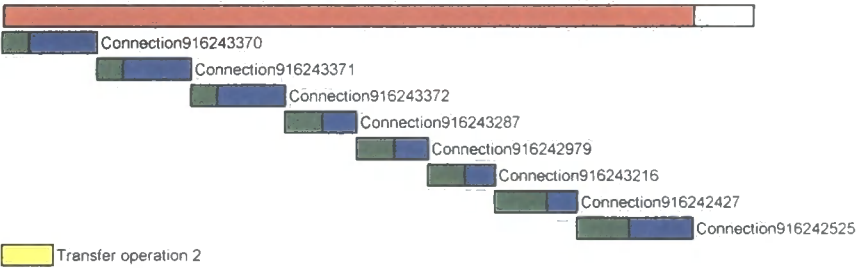 Connection916243370
Connection916243371
Connection916243372
Connection916243287
Connection916242979
Connection916243216
Connection916242427
Connection916242525
Transfer operation 2